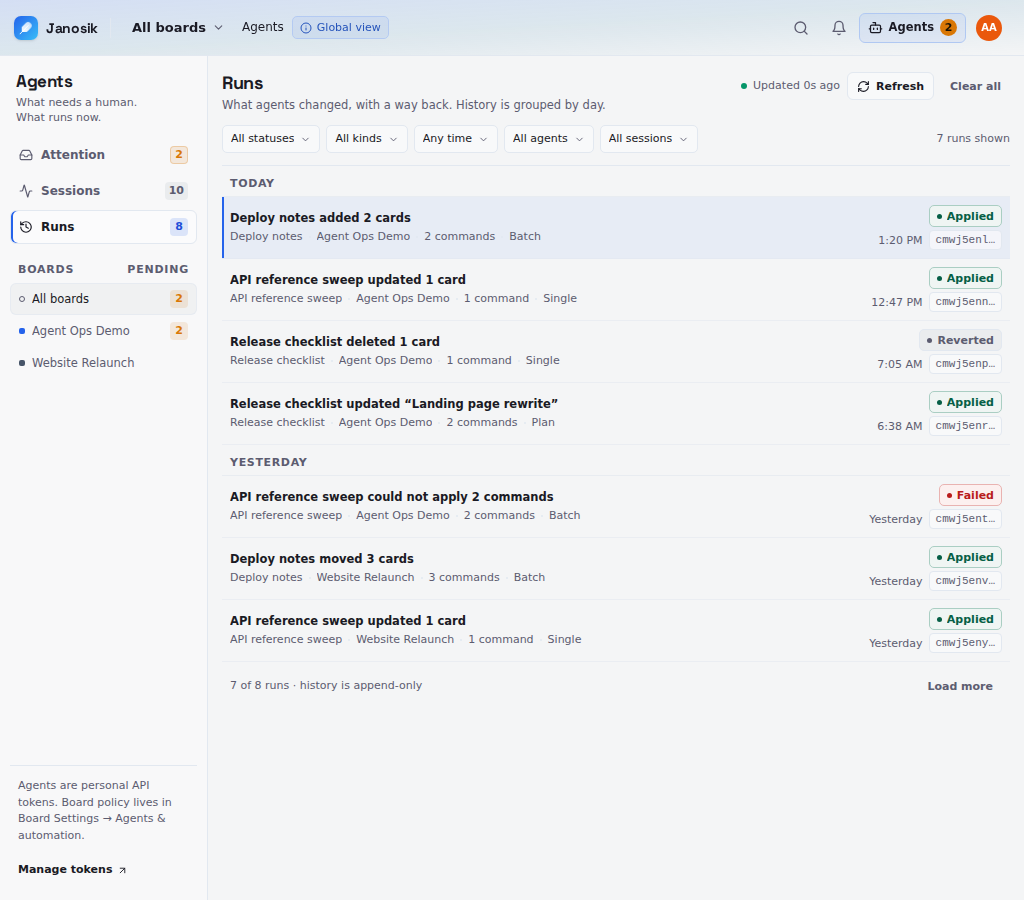 Janosik
All boards
Agents
Global view
Agents 2
AA
Agents
What needs a human.
What runs now.
Attention 2
Sessions 10
Runs 8
BOARDS PENDING
All boards 2
Agent Ops Demo 2
Website Relaunch
Agents are personal API
tokens. Board policy lives in
Board Settings → Agents &
automation.
Manage tokens
Runs
What agents changed, with a way back. History is grouped by day.
Updated 0s ago
Refresh
Clear all
All statuses
All kinds
Any time
All agents
All sessions
7 runs shown
TODAY
Deploy notes added 2 cards
Applied
Deploy notes · Agent Ops Demo · 2 commands · Batch
1:20 PM cmwj5enl…
API reference sweep updated 1 card
Applied
API reference sweep · Agent Ops Demo · 1 command · Single
12:47 PM cmwj5enn…
Release checklist deleted 1 card
Reverted
Release checklist · Agent Ops Demo · 1 command · Single
7:05 AM cmwj5enp…
Release checklist updated “Landing page rewrite”
Applied
Release checklist · Agent Ops Demo · 2 commands · Plan
6:38 AM cmwj5enr…
YESTERDAY
API reference sweep could not apply 2 commands
Failed
API reference sweep · Agent Ops Demo · 2 commands · Batch
Yesterday cmwj5ent…
Deploy notes moved 3 cards
Applied
Deploy notes · Website Relaunch · 3 commands · Batch
Yesterday cmwj5env…
API reference sweep updated 1 card
Applied
API reference sweep · Website Relaunch · 1 command · Single
Yesterday cmwj5eny…
7 of 8 runs · history is append-only
Load more